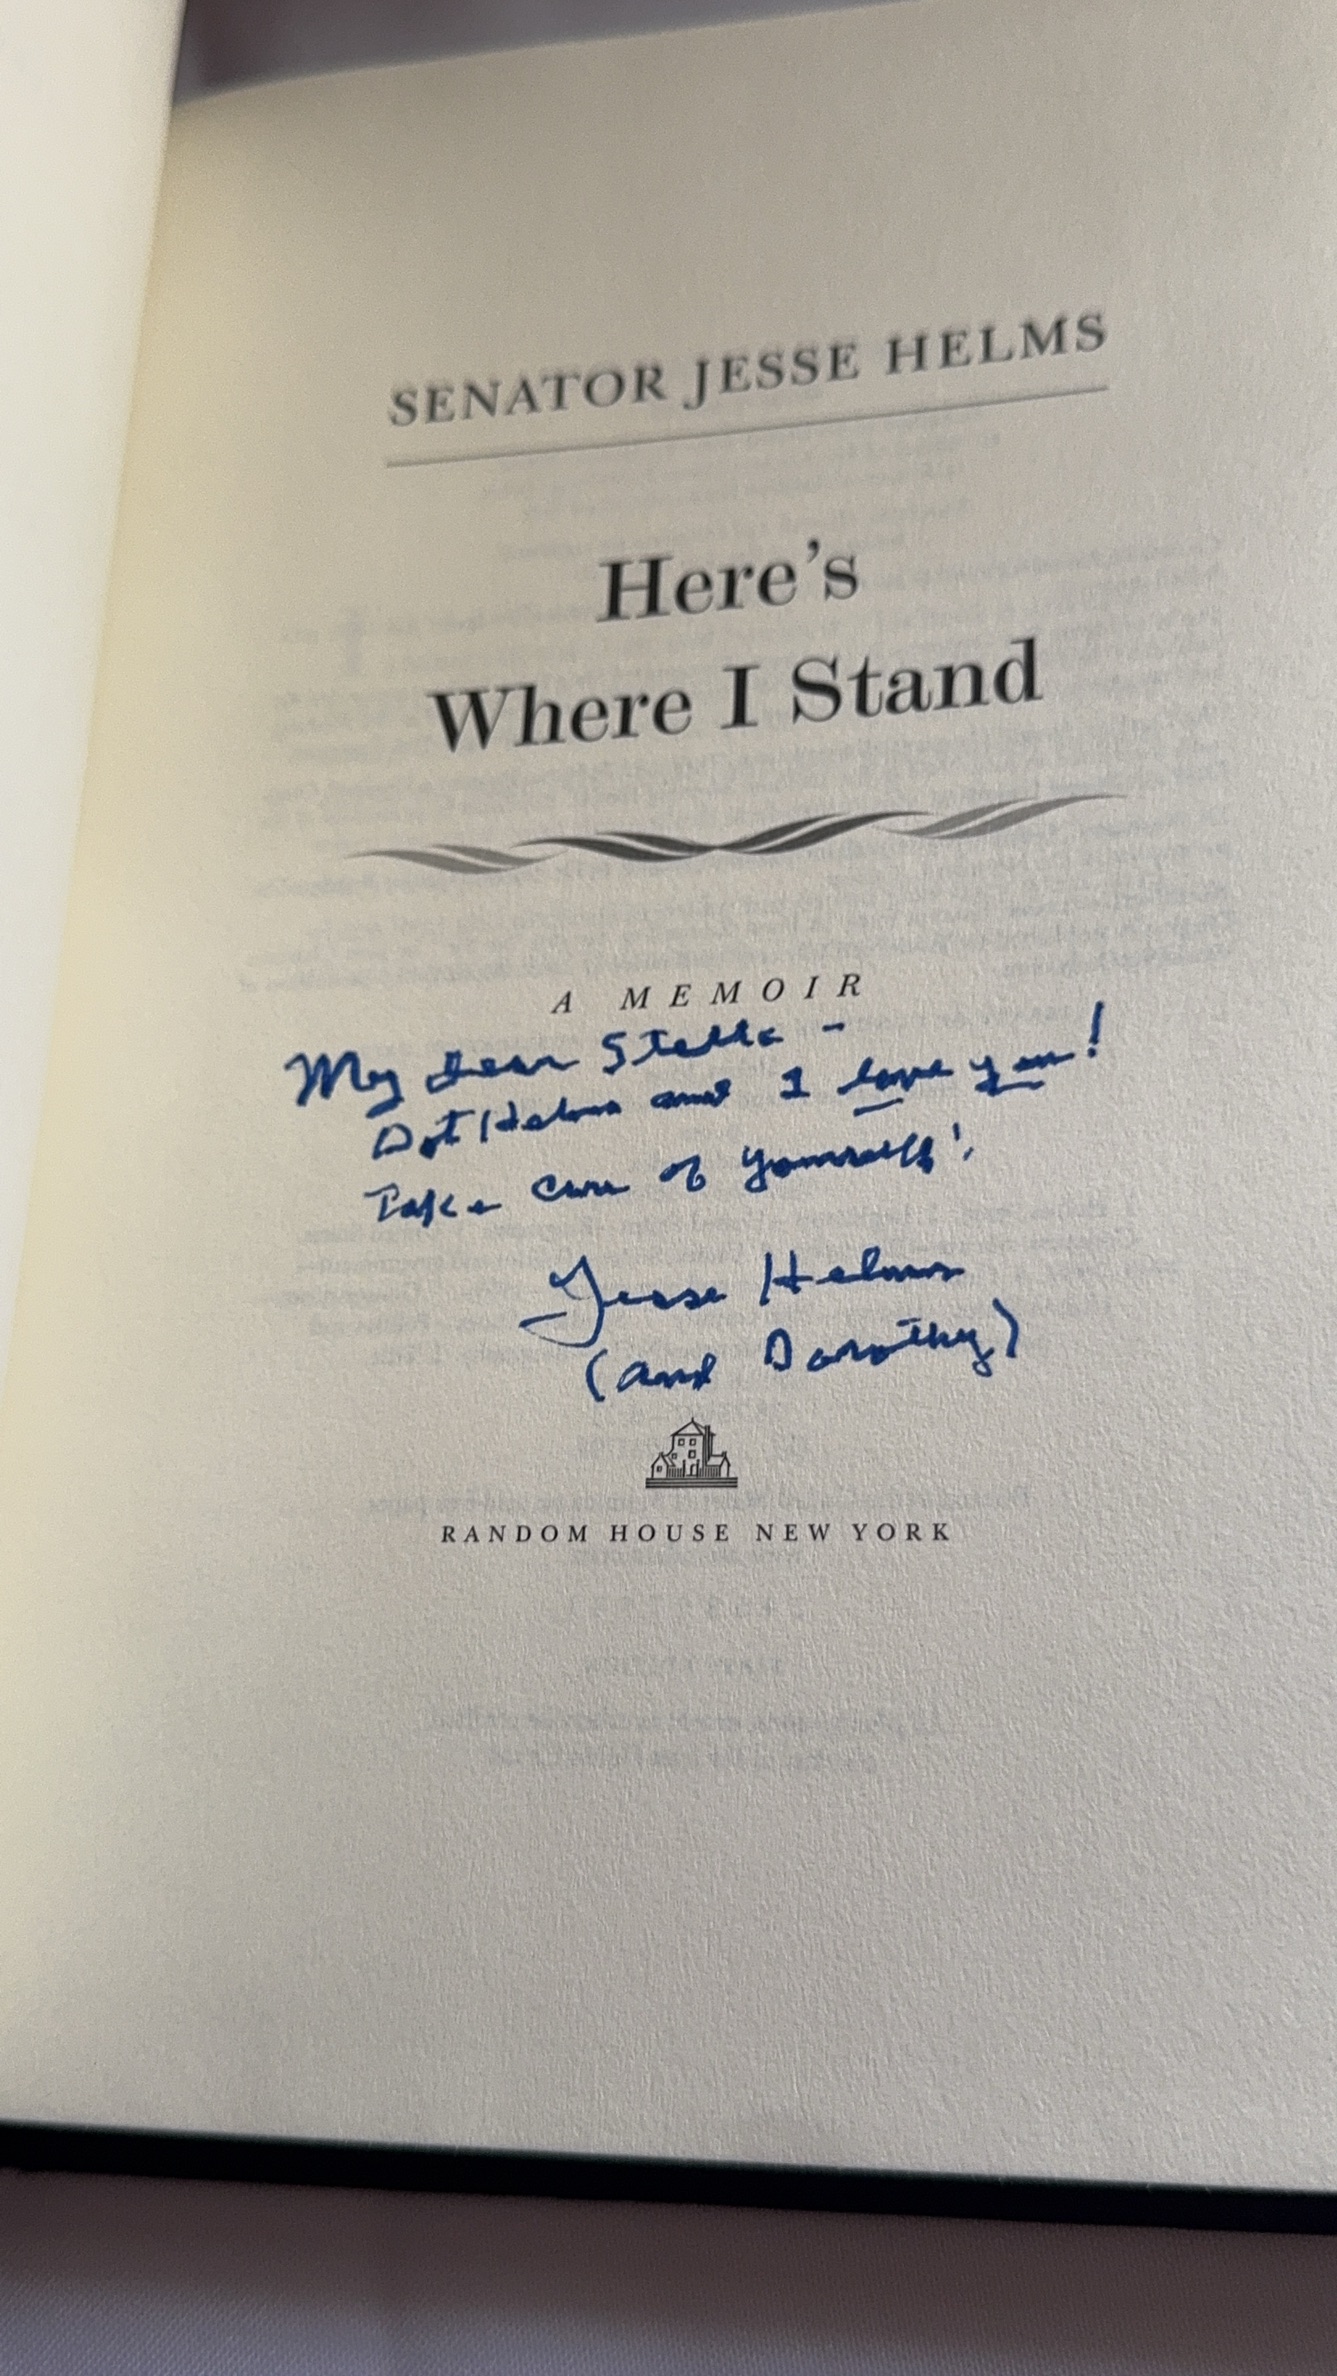 SENATOR JESSE HELMS
Here's
Where I Stand
A MEMOIR
My dear Stella -
Dot Helms and I love you!
Take care of yourself!
Jesse Helms
(and Dorothy)
RANDOM HOUSE NEW YORK